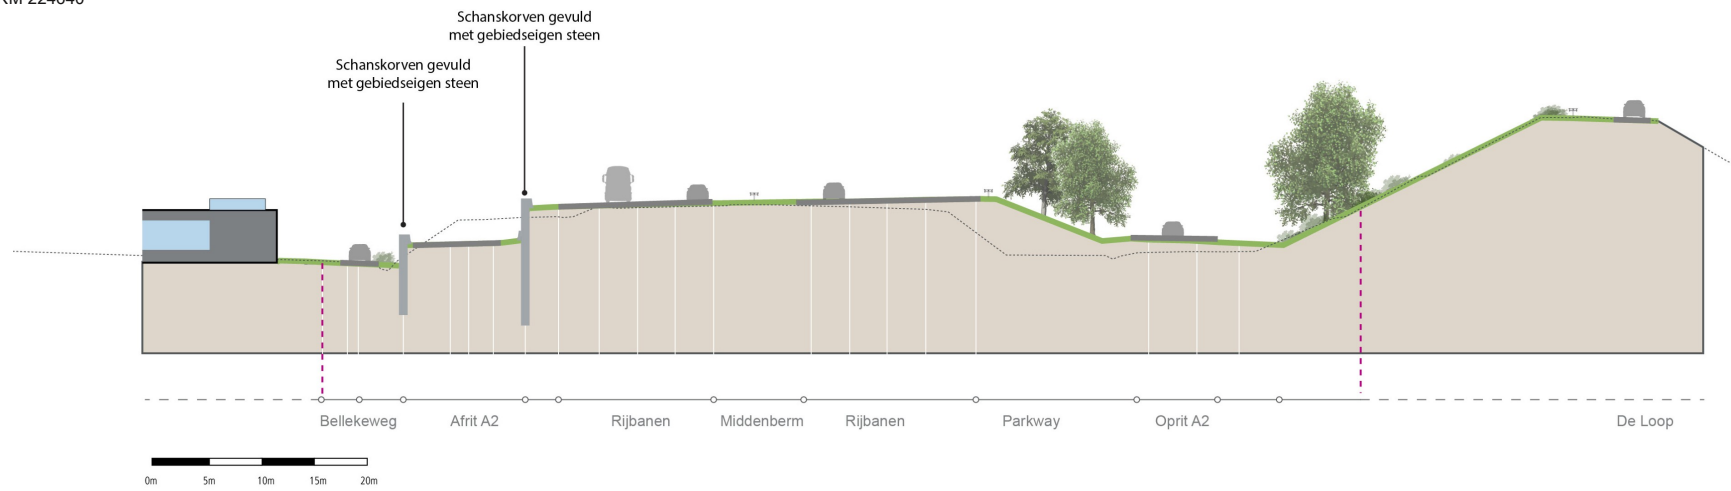 Schanskorven gevuld
met gebiedseigen steen
Schanskorven gevuld
met gebiedseigen steen
Bellekeweg Afrit A2 Rijbanen Middenberm Rijbanen Parkway Oprit A2 De Loop
0m 5m 10m 15m 20m